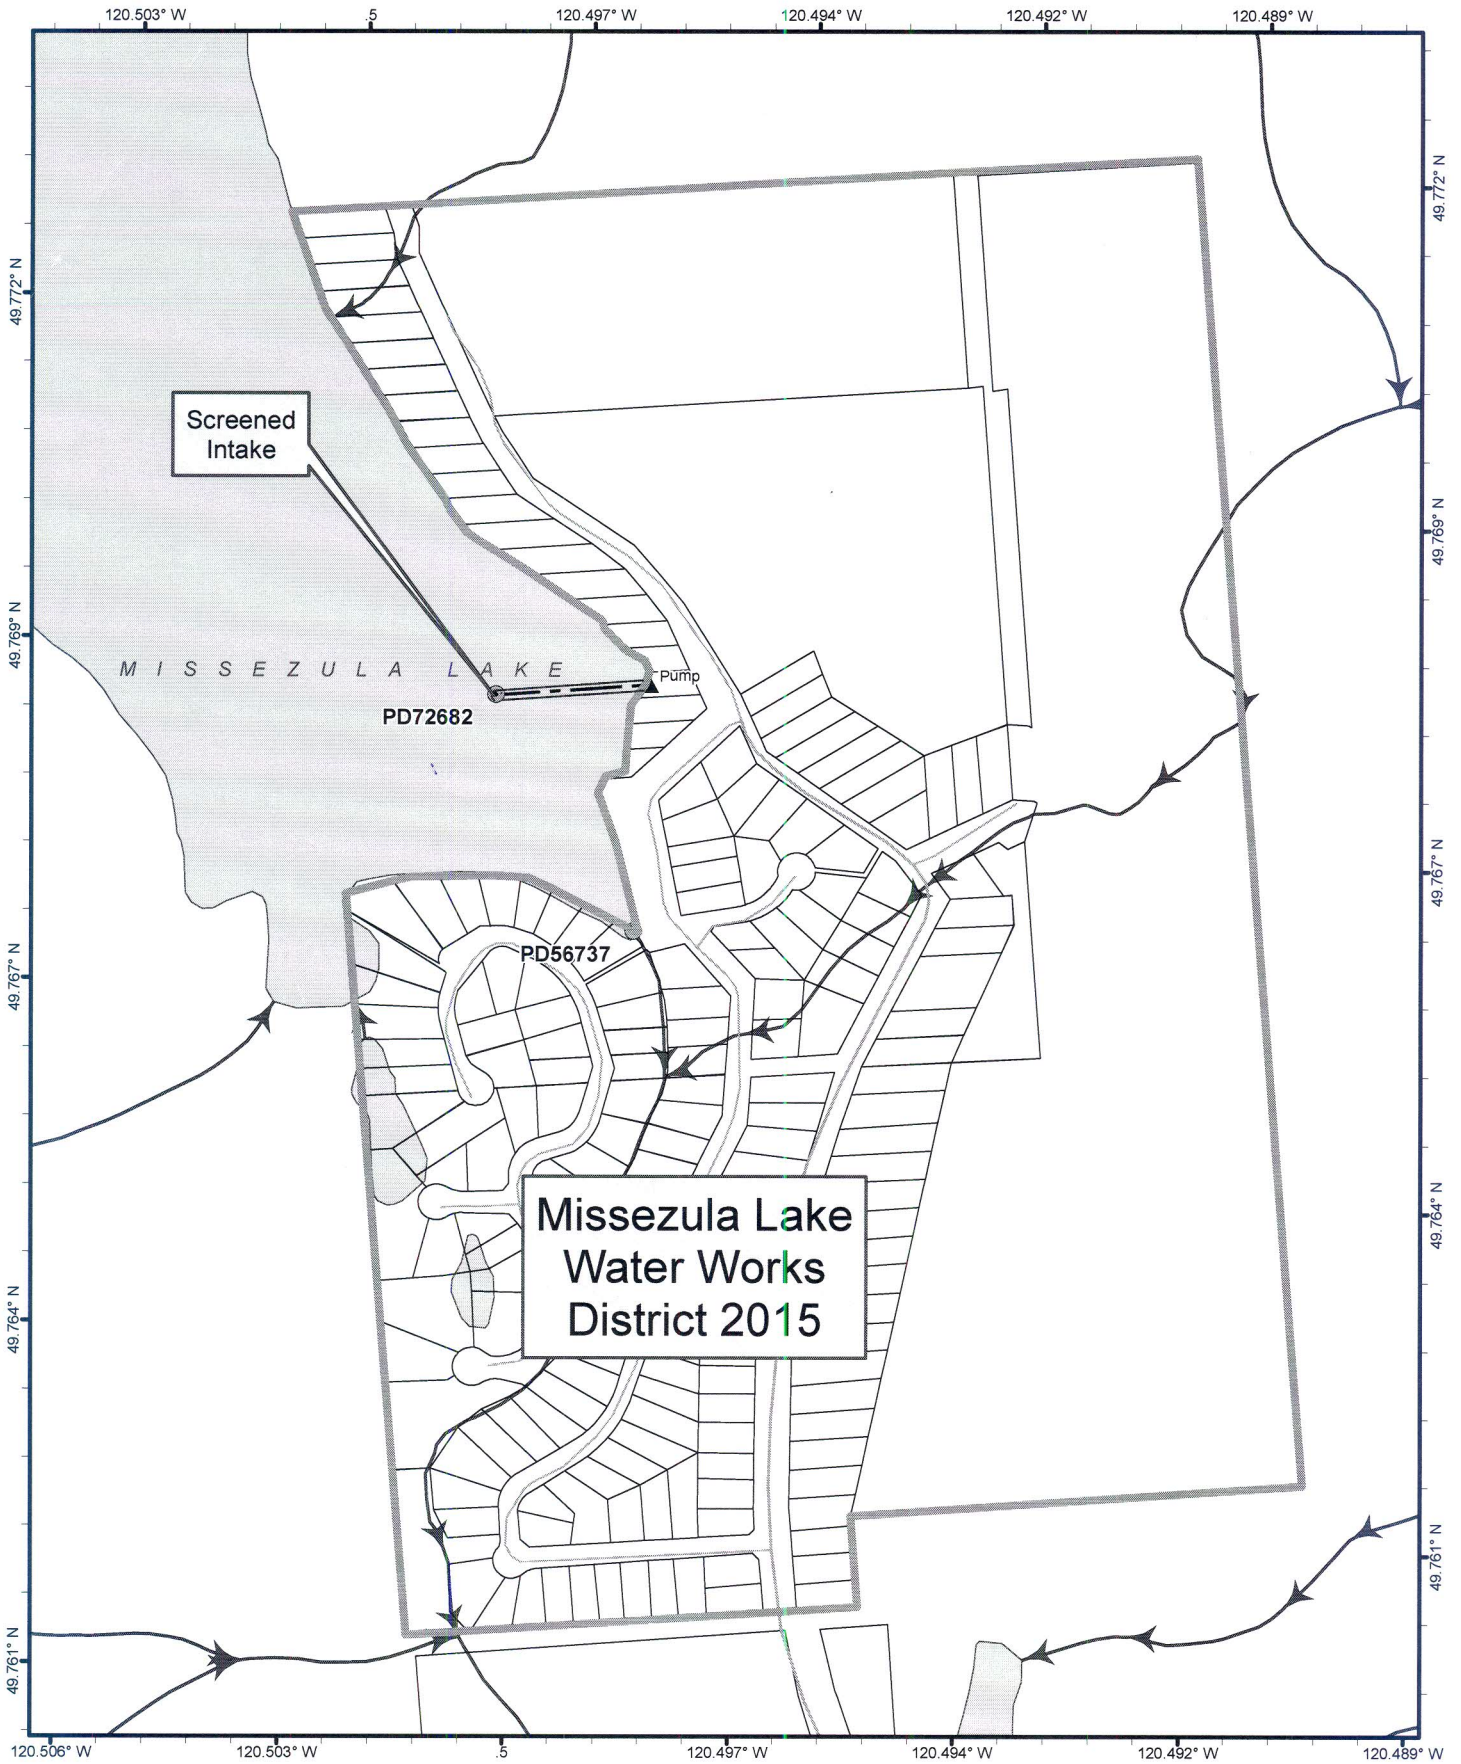 120.503° W
.5
120.497° W
120.494° W
120.492° W
120.489° W
49.772° N
49.772° N
Screened
Intake
49.769° N
49.769° N
MISSEZULA LAKE
Pump
PD72682
49.767° N
PD56737
49.767° N
Missezula Lake
Water Works
District 2015
49.764° N
49.764° N
49.761° N
49.761° N
120.506° W
120.503° W
.5
120.497° W
120.494° W
120.492° W
120.489° W